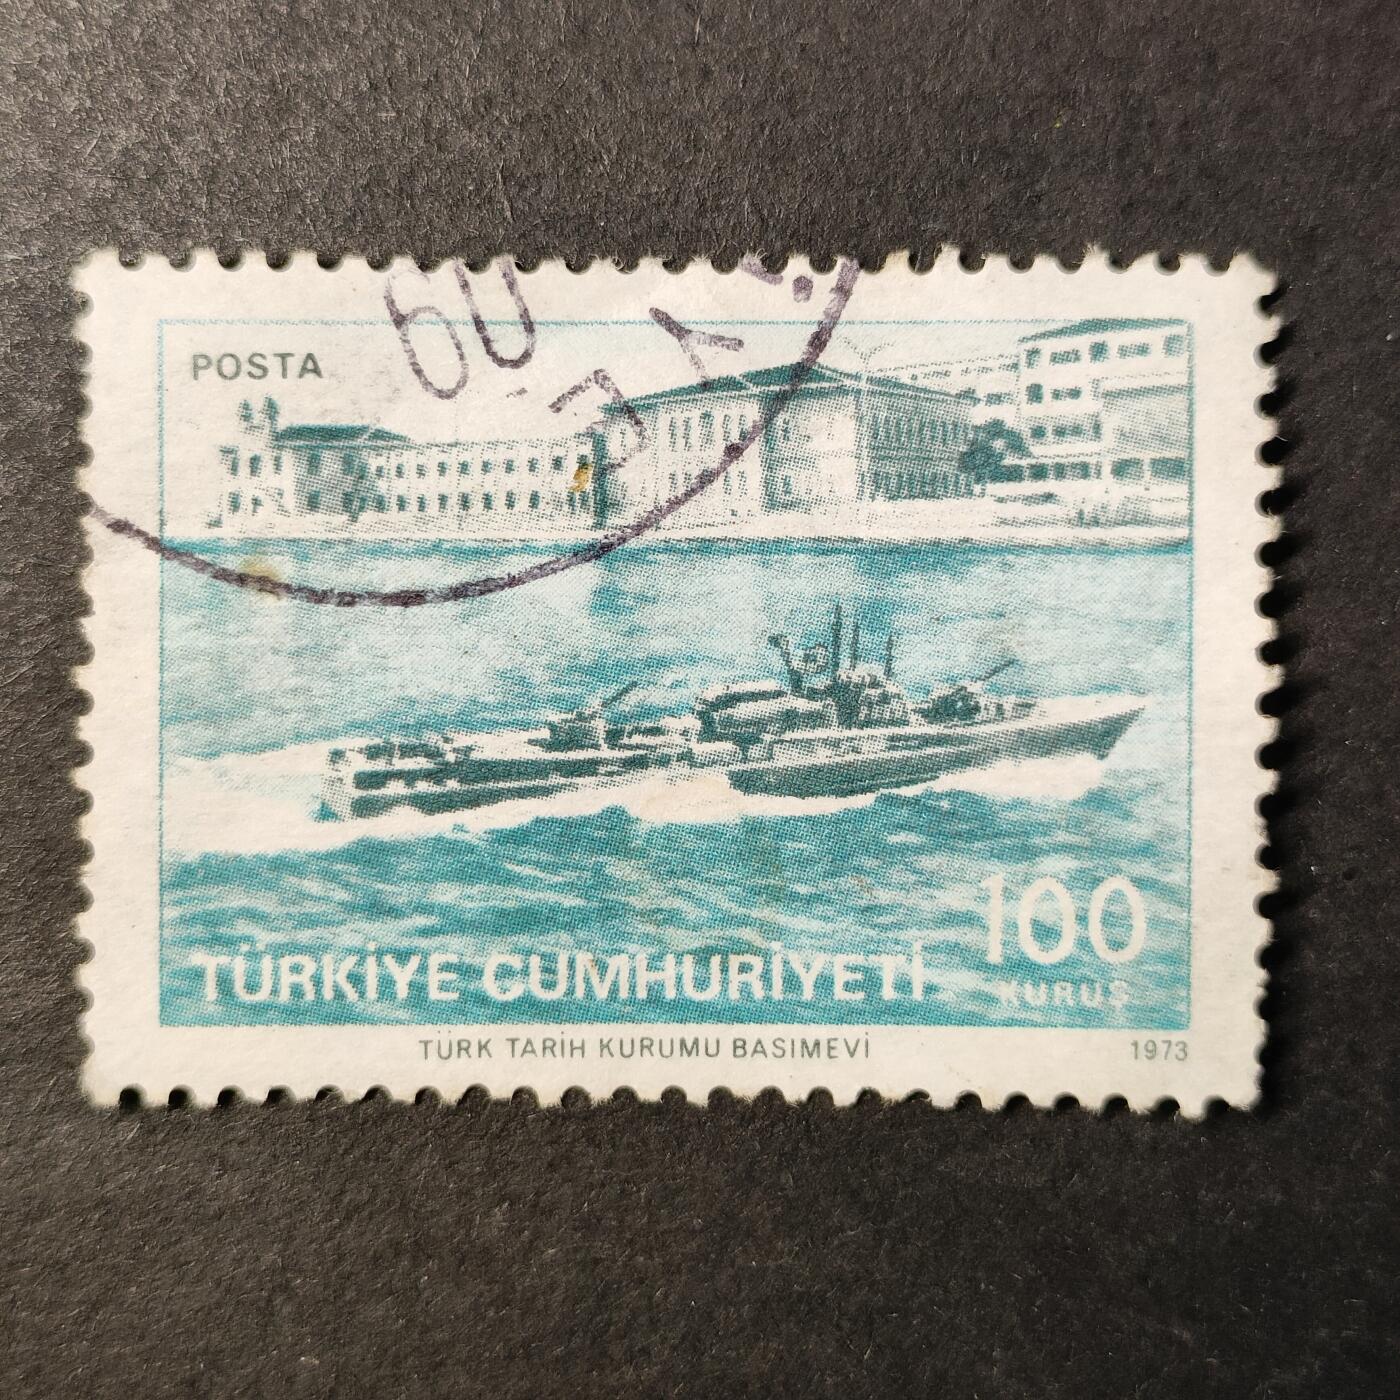 POSTA
100
KURUŞ
TÜRKİYE CUMHURİYETİ
TÜRK TARİH KURUMU BASIMEVİ
1973